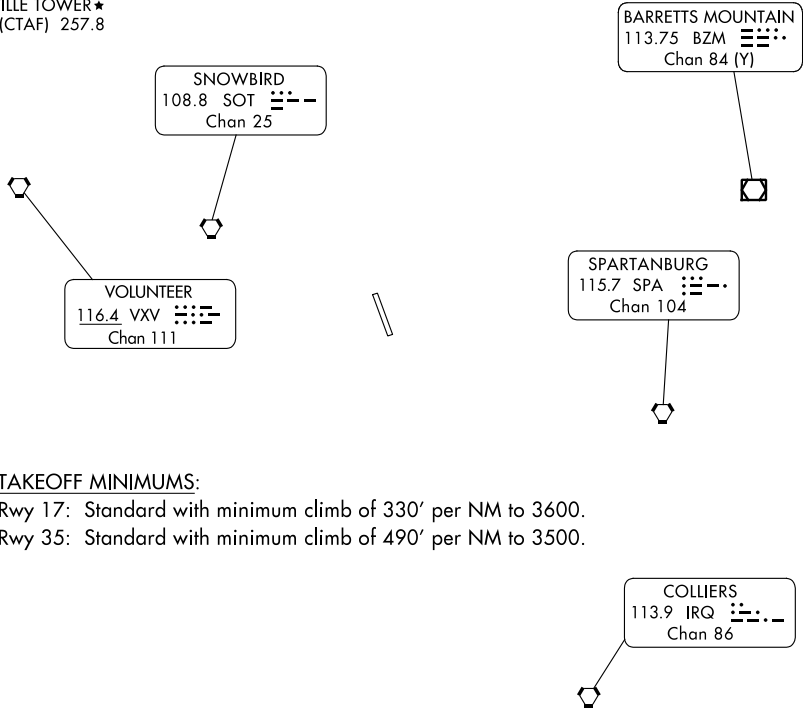 ILLE TOWER★
(CTAF) 257.8
BARRETTS MOUNTAIN
113.75 BZM
Chan 84 (Y)
SNOWBIRD
108.8 SOT
Chan 25
SPARTANBURG
115.7 SPA
Chan 104
VOLUNTEER
116.4 VXV
Chan 111
TAKEOFF MINIMUMS:
Rwy 17: Standard with minimum climb of 330' per NM to 3600.
Rwy 35: Standard with minimum climb of 490' per NM to 3500.
COLLIERS
113.9 IRQ
Chan 86